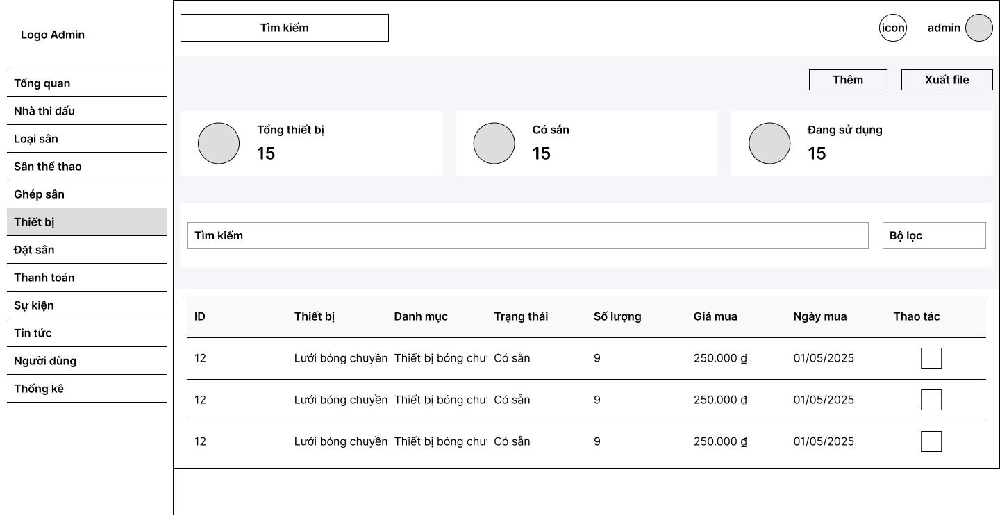 Logo Admin
Tổng quan
Nhà thi đấu
Loại sân
Sân thể thao
Ghép sân
Thiết bị
Đặt sân
Thanh toán
Sự kiện
Tin tức
Người dùng
Thống kê
Tìm kiếm icon admin
Thêm Xuất file
Tổng thiết bị Có sẳn Đang sử dụng
15 15 15
Tìm kiếm Bộ lọc
ID Thiết bị Danh mục Trạng thái Số lượng Giá mua Ngày mua Thao tác
12 Lưới bóng chuyền Thiết bị bóng chu Có sẵn 9 250.000 ₫ 01/05/2025
12 Lưới bóng chuyền Thiết bị bóng chu Có sẵn 9 250.000 ₫ 01/05/2025
12 Lưới bóng chuyền Thiết bị bóng chu Có sẵn 9 250.000 ₫ 01/05/2025